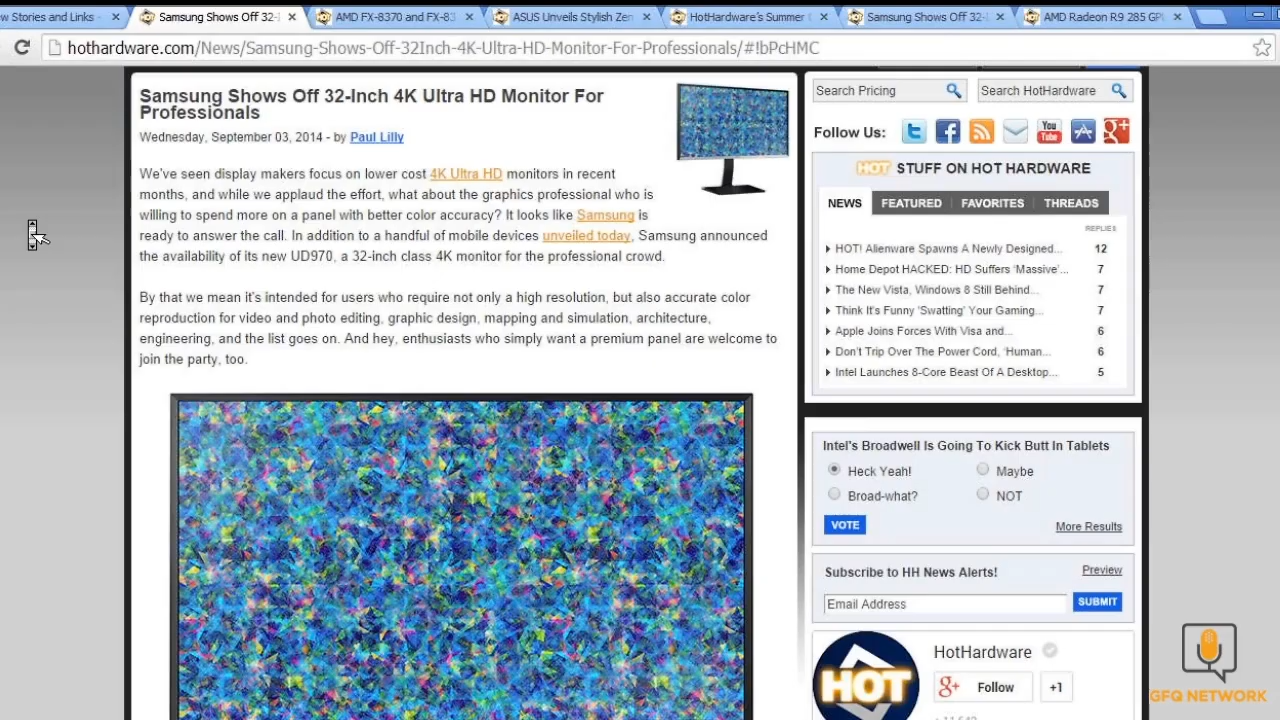 ew Stories and Links -
Samsung Shows Off 32-
AMD FX-8370 and FX-83
ASUS Unveils Stylish Zen
HotHardware's Summer
Samsung Shows Off 32-
AMD Radeon R9 285 GPU
hothardware.com/News/Samsung-Shows-Off-32Inch-4K-Ultra-HD-Monitor-For-Professionals/#!bPcHMC
Samsung Shows Off 32-Inch 4K Ultra HD Monitor For
Professionals
Wednesday, September 03, 2014 - by Paul Lilly
We've seen display makers focus on lower cost 4K Ultra HD monitors in recent
months, and while we applaud the effort, what about the graphics professional who is
willing to spend more on a panel with better color accuracy? It looks like Samsung is
ready to answer the call. In addition to a handful of mobile devices unveiled today, Samsung announced
the availability of its new UD970, a 32-inch class 4K monitor for the professional crowd.
By that we mean it's intended for users who require not only a high resolution, but also accurate color
reproduction for video and photo editing, graphic design, mapping and simulation, architecture,
engineering, and the list goes on. And hey, enthusiasts who simply want a premium panel are welcome to
join the party, too.
Search Pricing
Search HotHardware
Follow Us:
You
Tube
g+
HOT STUFF ON HOT HARDWARE
NEWS FEATURED FAVORITES THREADS
REPLIES
HOT! Alienware Spawns A Newly Designed... 12
Home Depot HACKED: HD Suffers 'Massive'... 7
The New Vista, Windows 8 Still Behind... 7
Think It's Funny 'Swatting' Your Gaming... 7
Apple Joins Forces With Visa and... 6
Don't Trip Over The Power Cord, 'Human... 6
Intel Launches 8-Core Beast Of A Desktop... 5
Intel's Broadwell Is Going To Kick Butt In Tablets
Heck Yeah! Maybe
Broad-what? NOT
VOTE More Results
Subscribe to HH News Alerts! Preview
Email Address SUBMIT
HOT
HotHardware
g+ Follow +1
GFQ NETWORK